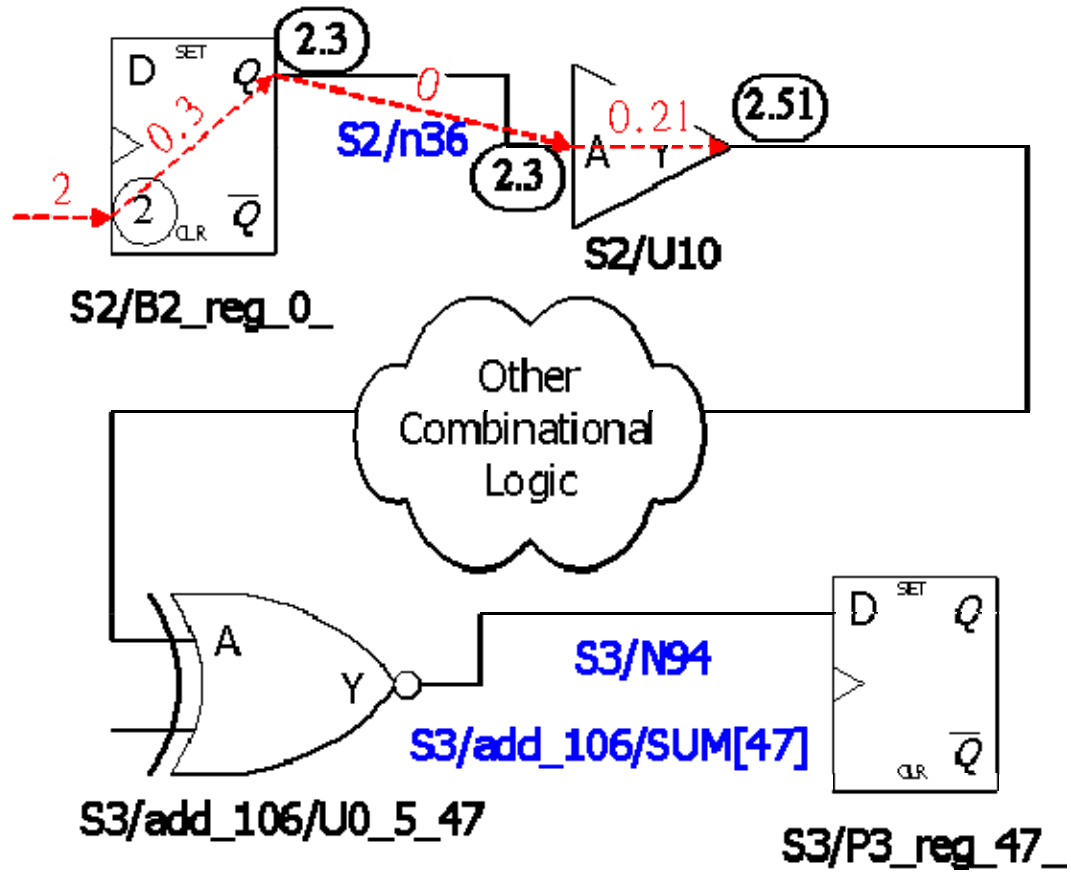 2.3
D SET Q
0
0.3
S2/n36
0.21
2.51
A Y
2.3
2
2
CLR Q
S2/U10
S2/B2_reg_0_
Other
Combinational
Logic
D SET Q
A
S3/N94
Y
S3/add_106/SUM[47]
Q
CLR
S3/add_106/U0_5_47
S3/P3_reg_47_